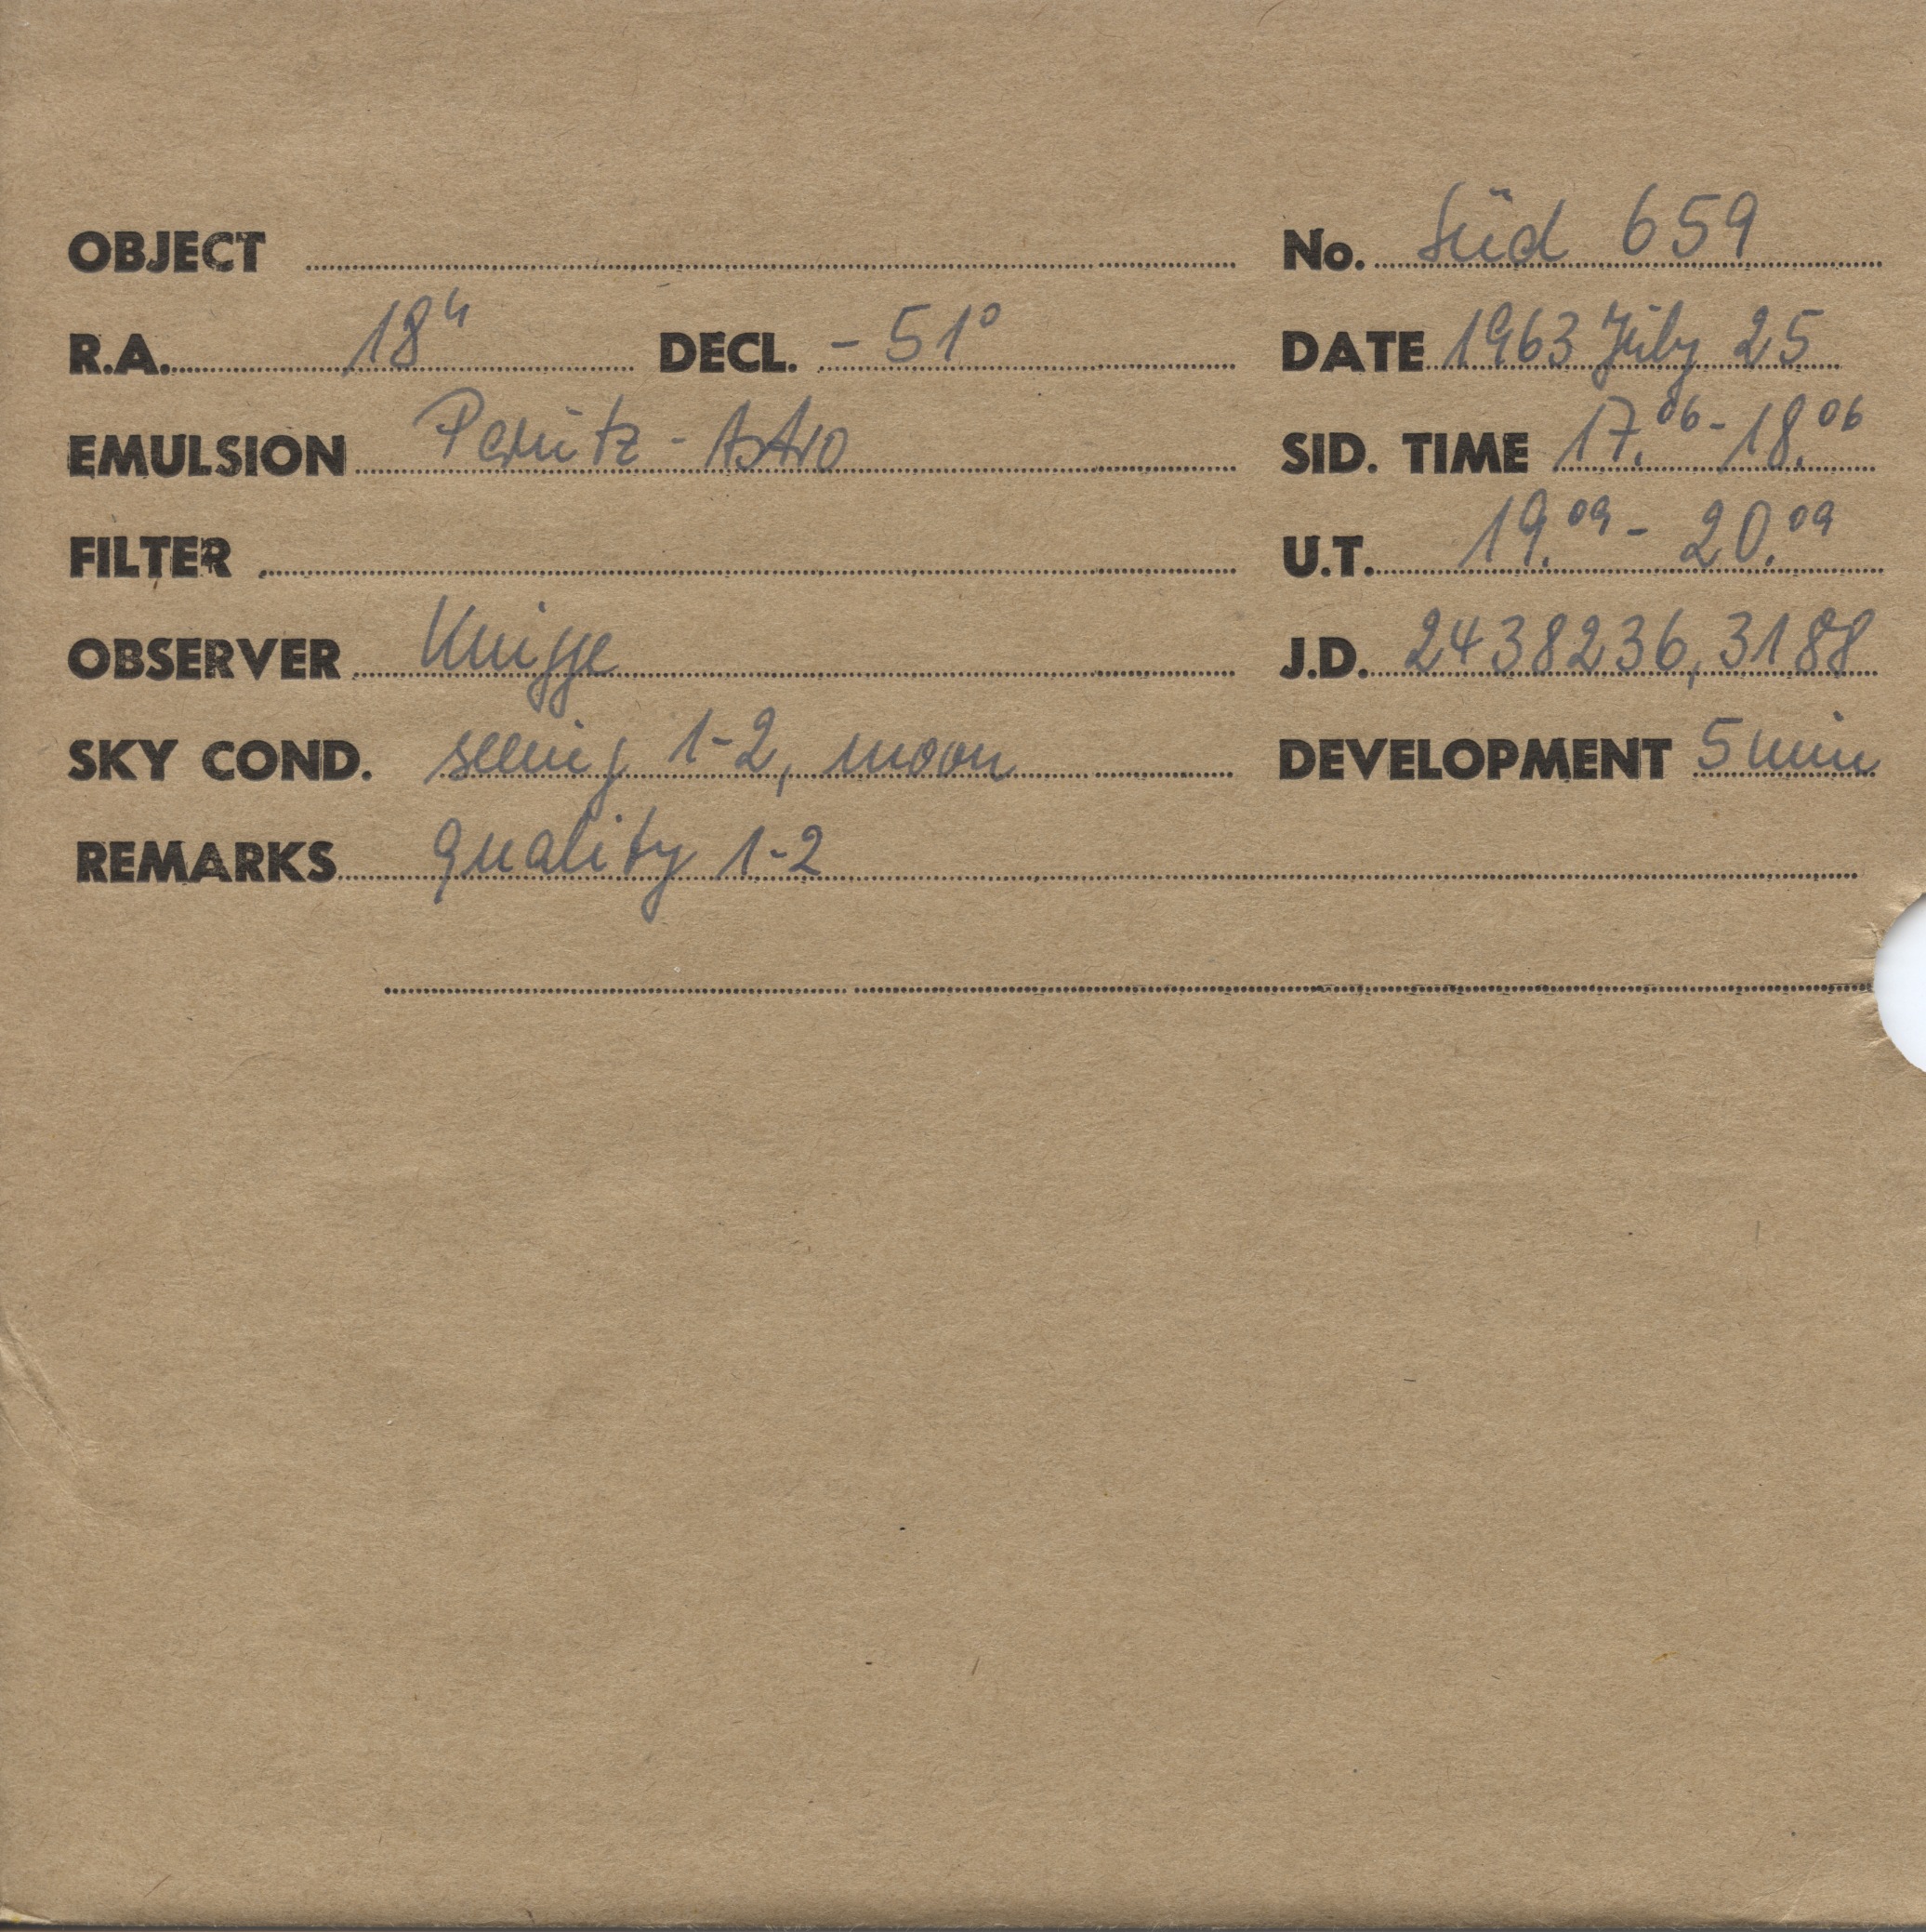 OBJECT No. Süd 659
R.A. 18h DECL. - 51° DATE 1963 July 25
EMULSION Perutz - Astro SID. TIME 17.06 - 18.06
FILTER U.T. 19.09 - 20.09
OBSERVER Knigge J.D. 2438236,3188
SKY COND. seeing 1-2, moon DEVELOPMENT 5 min
REMARKS quality 1-2